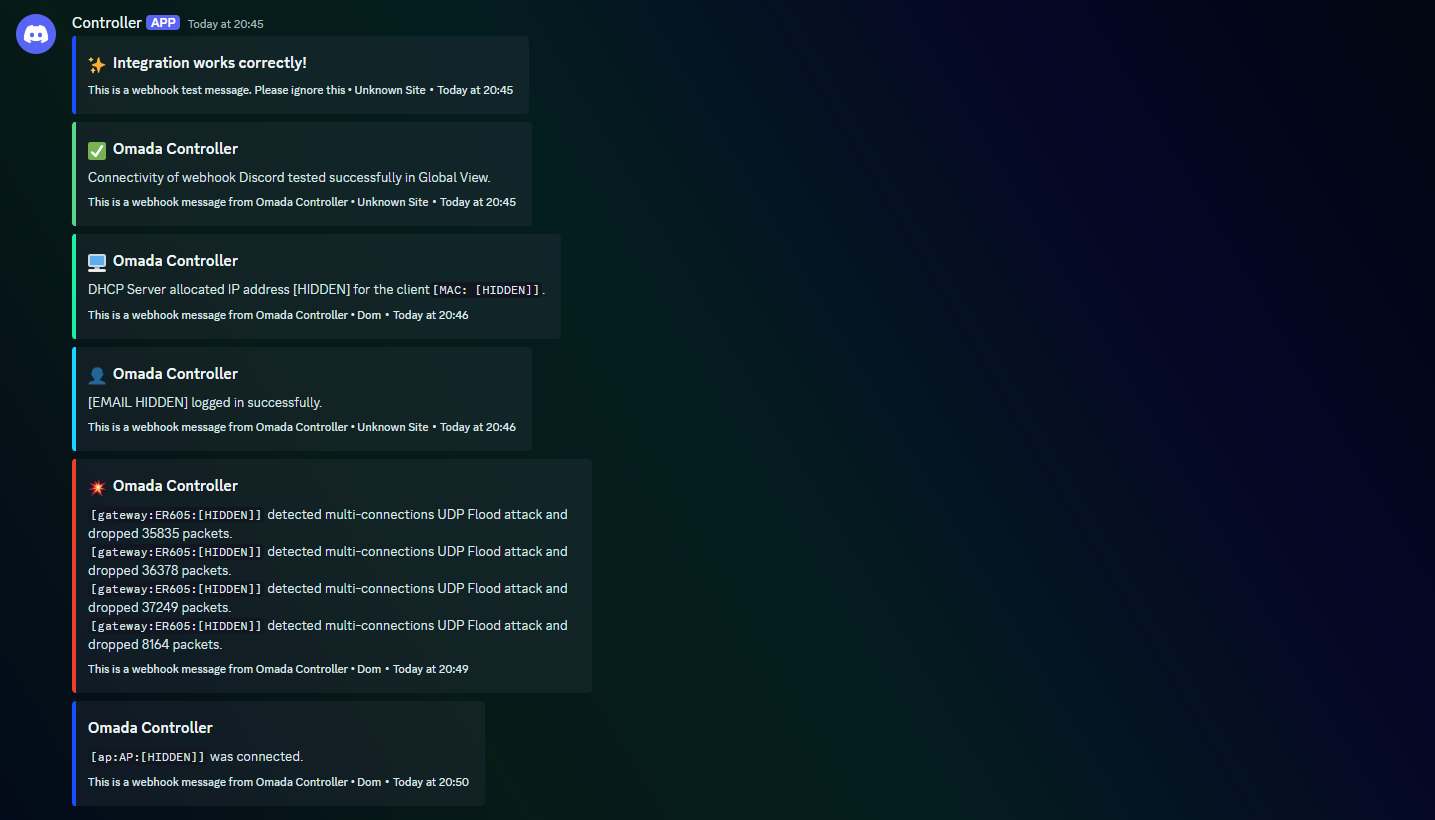 Controller APP Today at 20:45
✨ Integration works correctly!
This is a webhook test message. Please ignore this • Unknown Site • Today at 20:45
✅ Omada Controller
Connectivity of webhook Discord tested successfully in Global View.
This is a webhook message from Omada Controller • Unknown Site • Today at 20:45
🖥️ Omada Controller
DHCP Server allocated IP address [HIDDEN] for the client [MAC: [HIDDEN]].
This is a webhook message from Omada Controller • Dom • Today at 20:46
👤 Omada Controller
[EMAIL HIDDEN] logged in successfully.
This is a webhook message from Omada Controller • Unknown Site • Today at 20:46
💥 Omada Controller
[gateway:ER605:[HIDDEN]] detected multi-connections UDP Flood attack and
dropped 35835 packets.
[gateway:ER605:[HIDDEN]] detected multi-connections UDP Flood attack and
dropped 36378 packets.
[gateway:ER605:[HIDDEN]] detected multi-connections UDP Flood attack and
dropped 37249 packets.
[gateway:ER605:[HIDDEN]] detected multi-connections UDP Flood attack and
dropped 8164 packets.
This is a webhook message from Omada Controller • Dom • Today at 20:49
Omada Controller
[ap:AP:[HIDDEN]] was connected.
This is a webhook message from Omada Controller • Dom • Today at 20:50